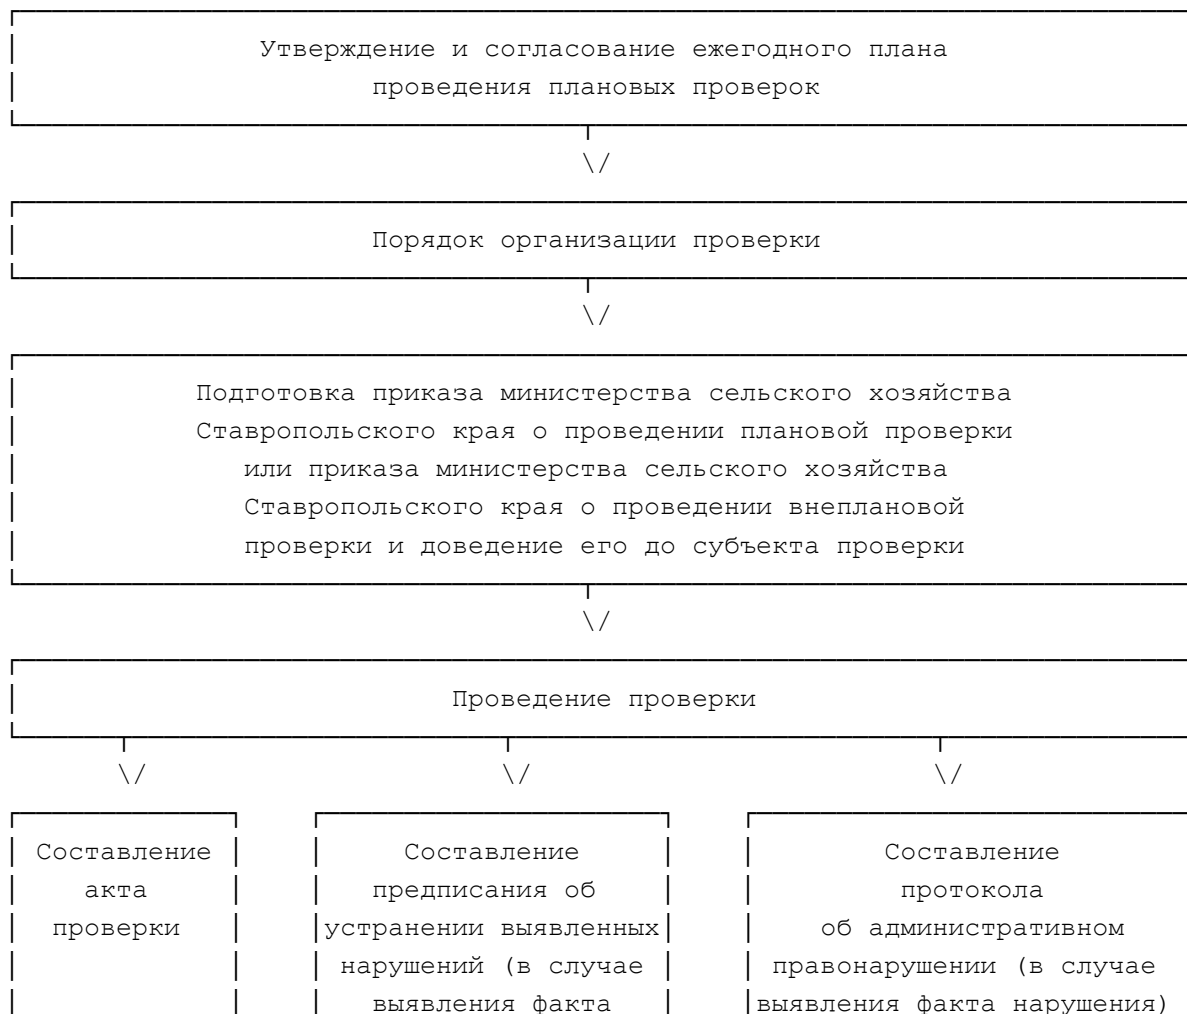 Утверждение и согласование ежегодного плана
проведения плановых проверок
\/
Порядок организации проверки
\/
Подготовка приказа министерства сельского хозяйства
Ставропольского края о проведении плановой проверки
или приказа министерства сельского хозяйства
Ставропольского края о проведении внеплановой
проверки и доведение его до субъекта проверки
\/
Проведение проверки
\/ \/ \/
Составление
акта
проверки
Составление
предписания об
устранении выявленных
нарушений (в случае
выявления факта
Составление
протокола
об административном
правонарушении (в случае
выявления факта нарушения)